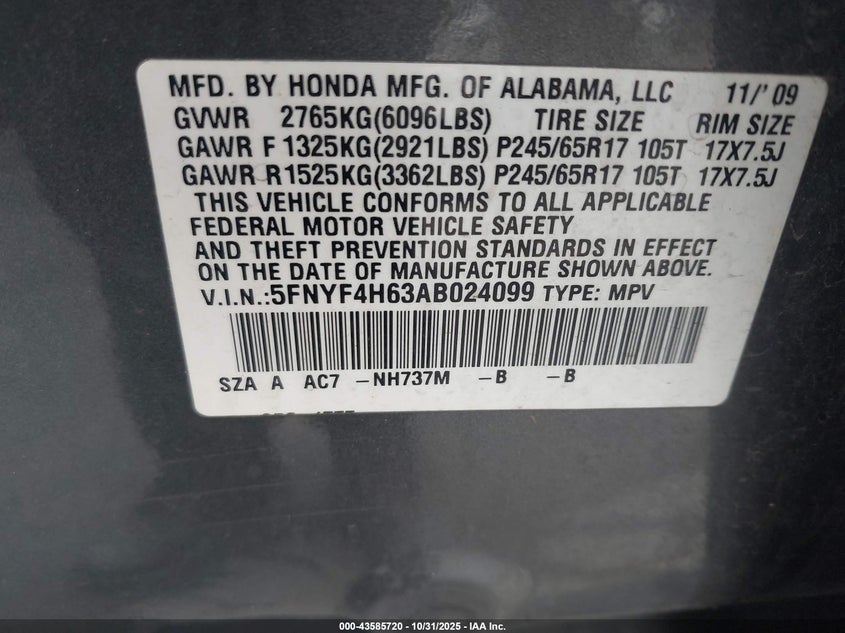 MFD. BY HONDA MFG. OF ALABAMA, LLC 11/'09
GVWR 2765KG(6096LBS) TIRE SIZE RIM SIZE
GAWR F 1325KG(2921LBS) P245/65R17 105T 17X7.5J
GAWR R 1525KG(3362LBS) P245/65R17 105T 17X7.5J
THIS VEHICLE CONFORMS TO ALL APPLICABLE
FEDERAL MOTOR VEHICLE SAFETY
AND THEFT PREVENTION STANDARDS IN EFFECT
ON THE DATE OF MANUFACTURE SHOWN ABOVE.
V.I.N.:5FNYF4H63AB024099 TYPE: MPV
SZA A AC7 -NH737M -B -B
000-43585720 | 10/31/2025 | IAA Inc.